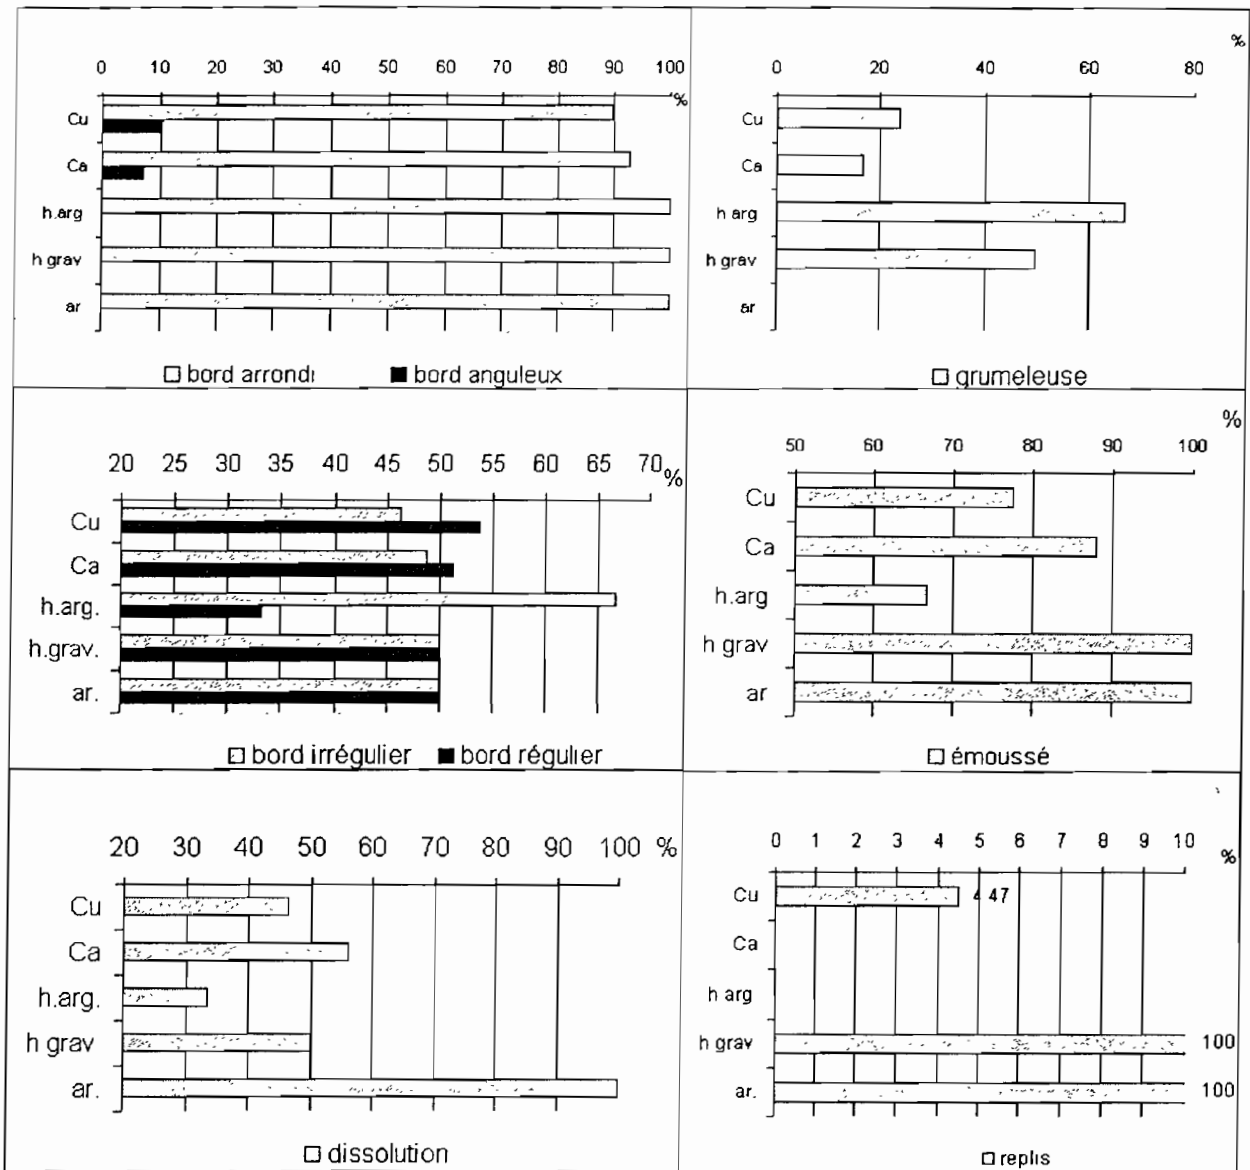 0 10 20 30 40 50 60 70 80 90 100
%
Cu
Ca
h.arg
h grav
ar
bord arrondi bord anguleux
%
0 20 40 60 80
Cu
Ca
h arg
h grav
ar
grumeleuse
20 25 30 35 40 45 50 55 60 65 70
%
Cu
Ca
h.arg.
h.grav.
ar.
bord irrégulier bord régulier
%
50 60 70 80 90 100
Cu
Ca
h.arg
h grav
ar
émoussé
20 30 40 50 60 70 80 90 100 %
Cu
Ca
h.arg.
h grav
ar.
dissolution
0 1 2 3 4 5 6 7 8 9 10
%
Cu 4 47
Ca
h arg
h grav 100
ar. 100
replis